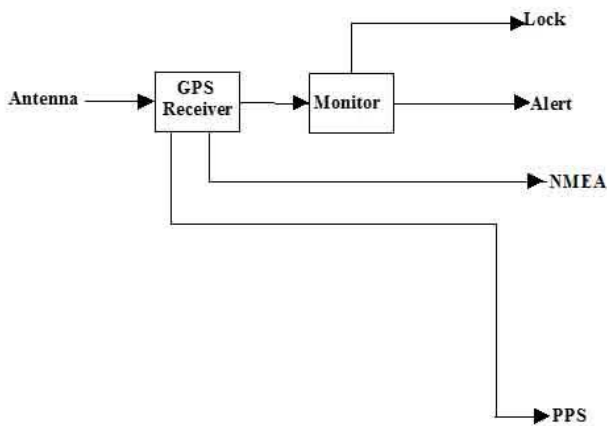 Lock
Antenna
GPS
Receiver
Monitor
Alert
NMEA
PPS